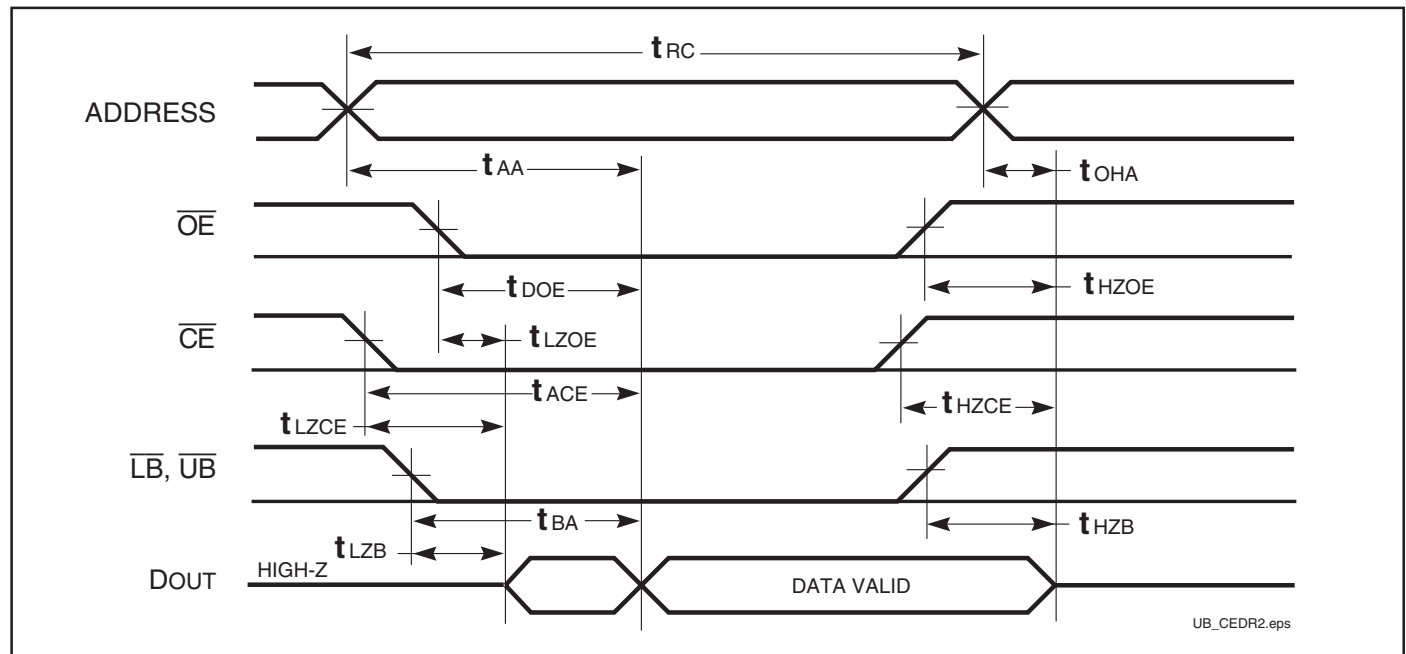 tRC
ADDRESS
tAA
tOHA
OE
tDOE
tHZOE
CE
tLZOE
tACE
tHZCE
tLZCE
LB, UB
tBA
tHZB
tLZB
DOUT
HIGH-Z
DATA VALID
UB_CEDR2.eps